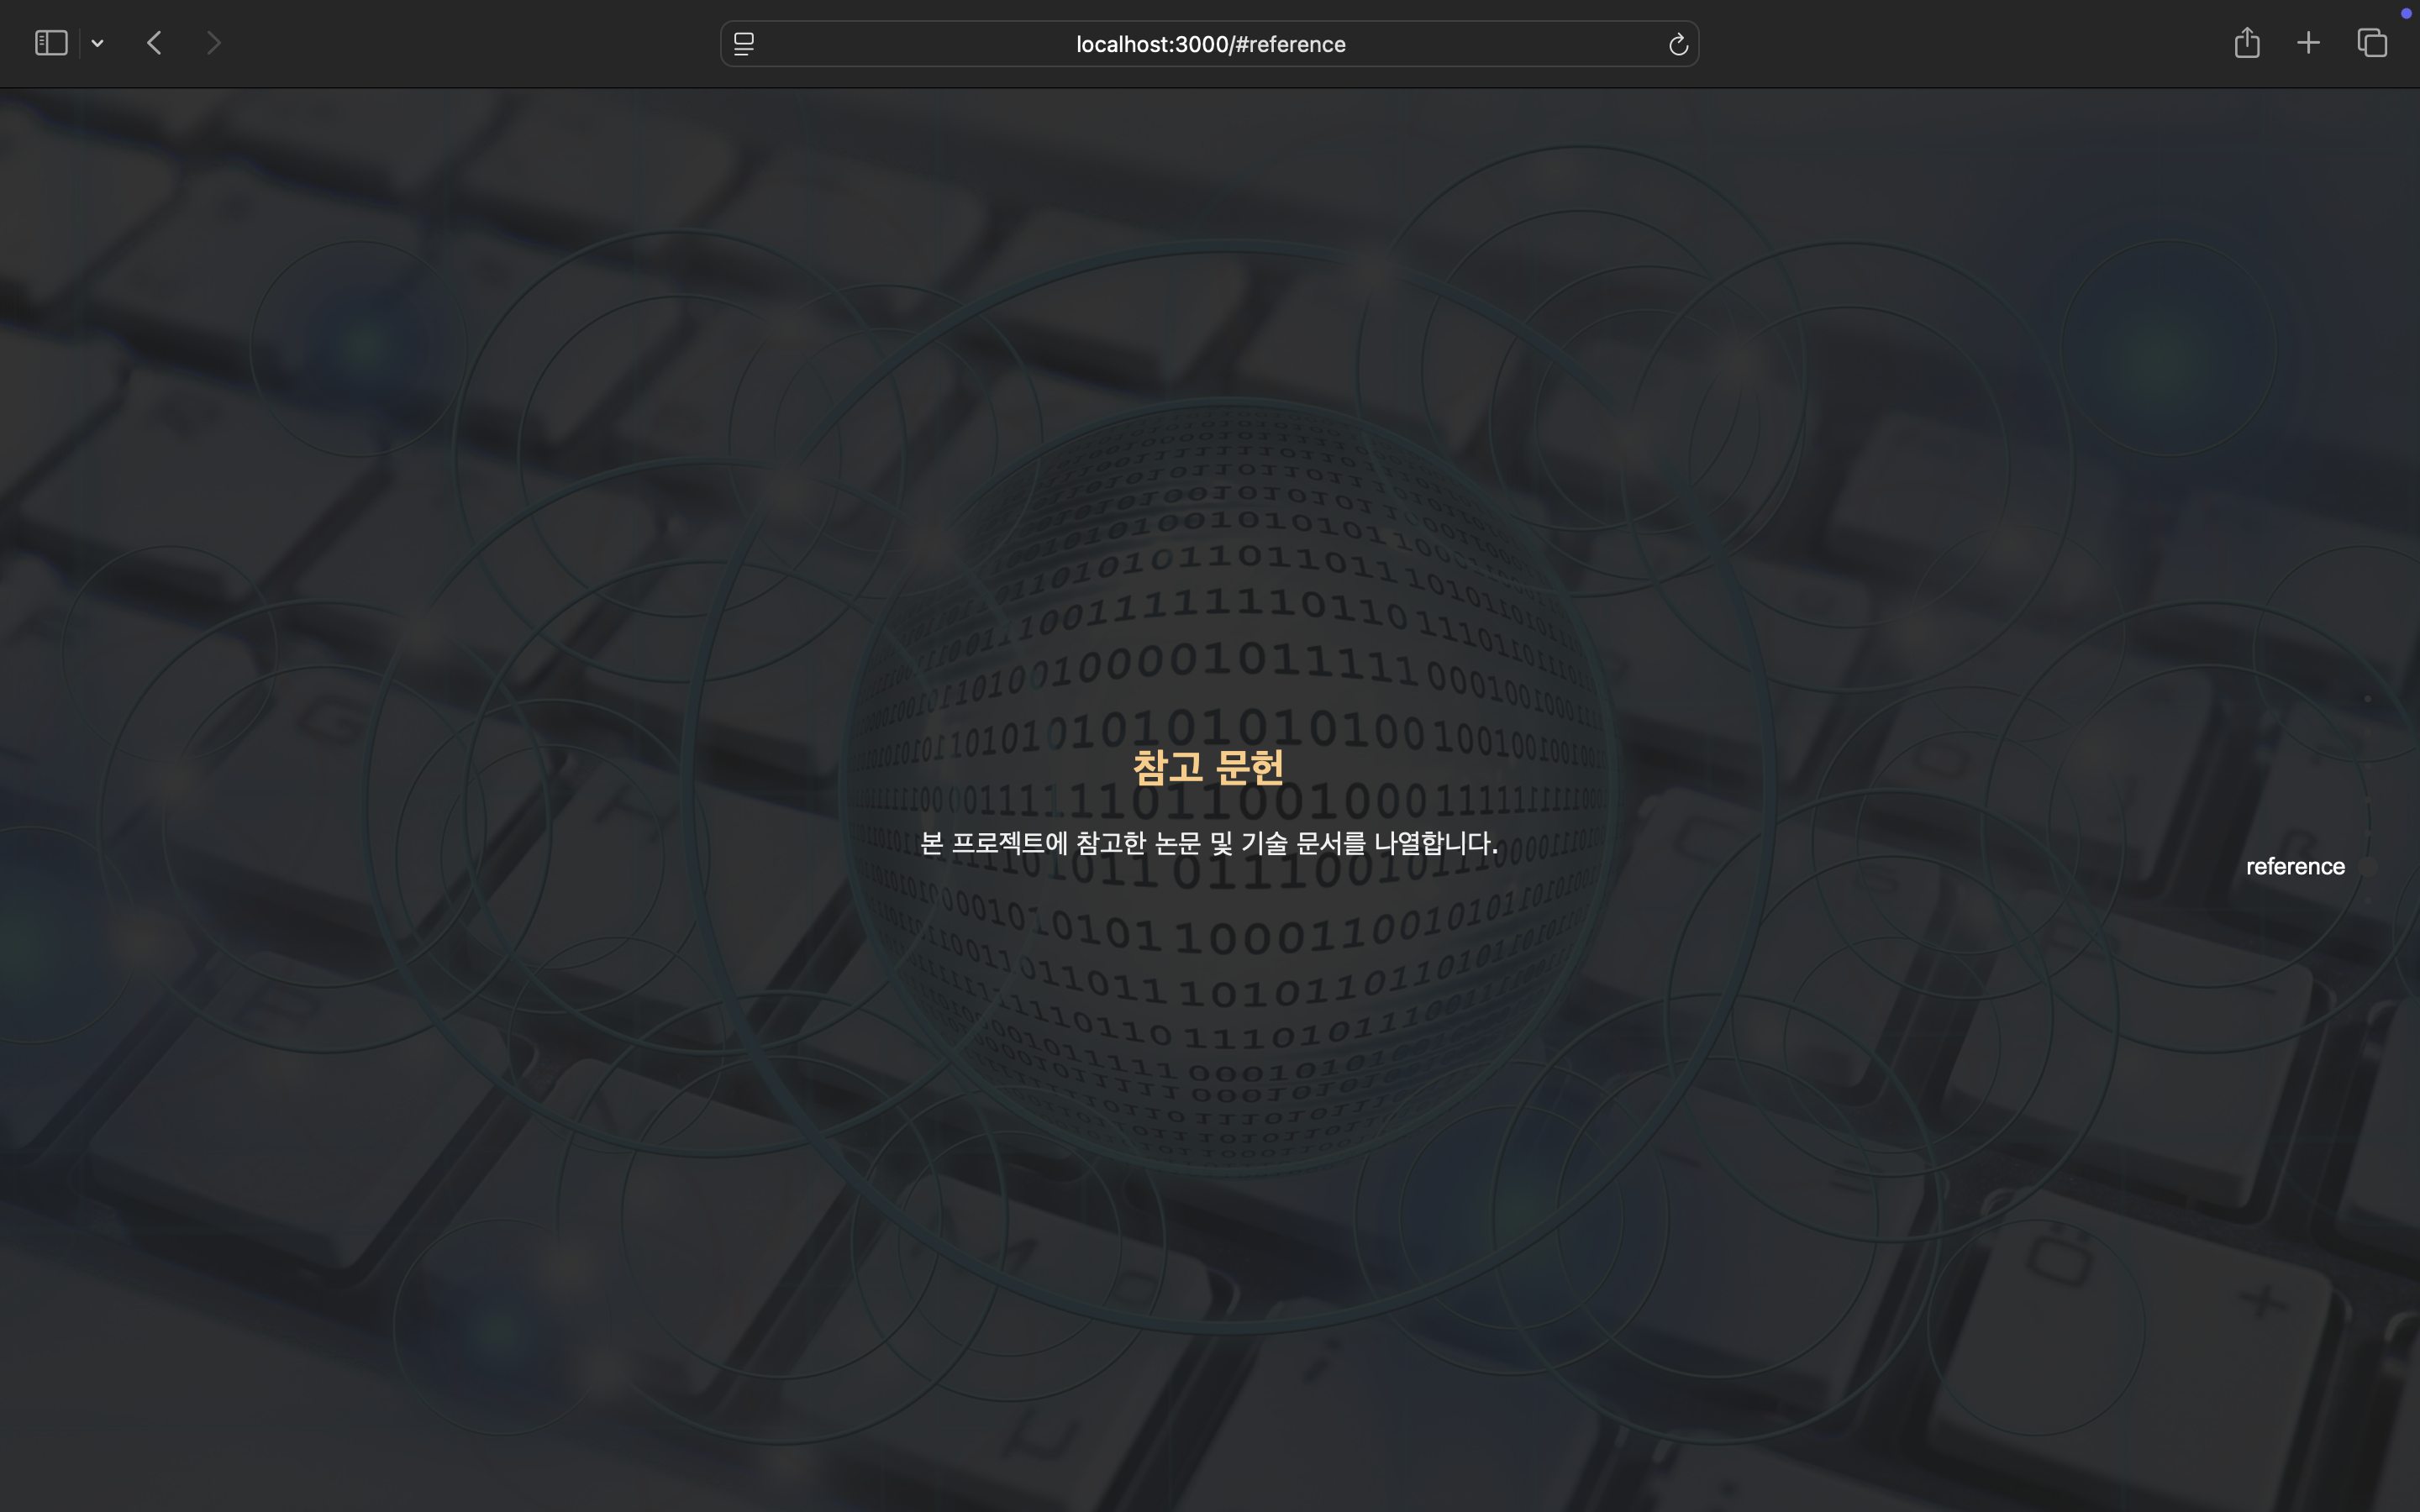 localhost:3000/#reference
참고 문헌
본 프로젝트에 참고한 논문 및 기술 문서를 나열합니다.
reference